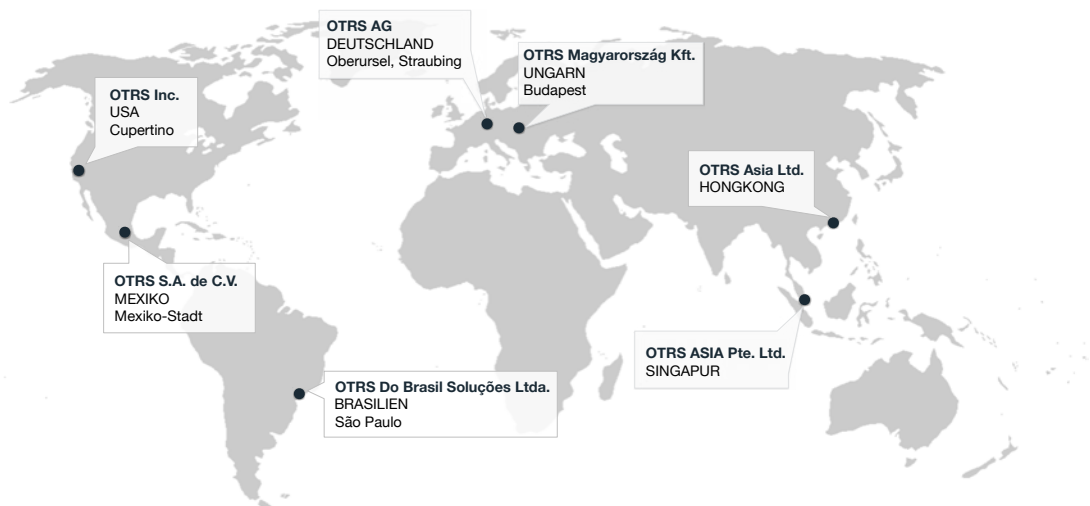 OTRS AG
DEUTSCHLAND
Oberursel, Straubing
OTRS Magyarország Kft.
UNGARN
Budapest
OTRS Inc.
USA
Cupertino
OTRS Asia Ltd.
HONGKONG
OTRS S.A. de C.V.
MEXIKO
Mexiko-Stadt
OTRS ASIA Pte. Ltd.
SINGAPUR
OTRS Do Brasil Soluções Ltda.
BRASILIEN
São Paulo